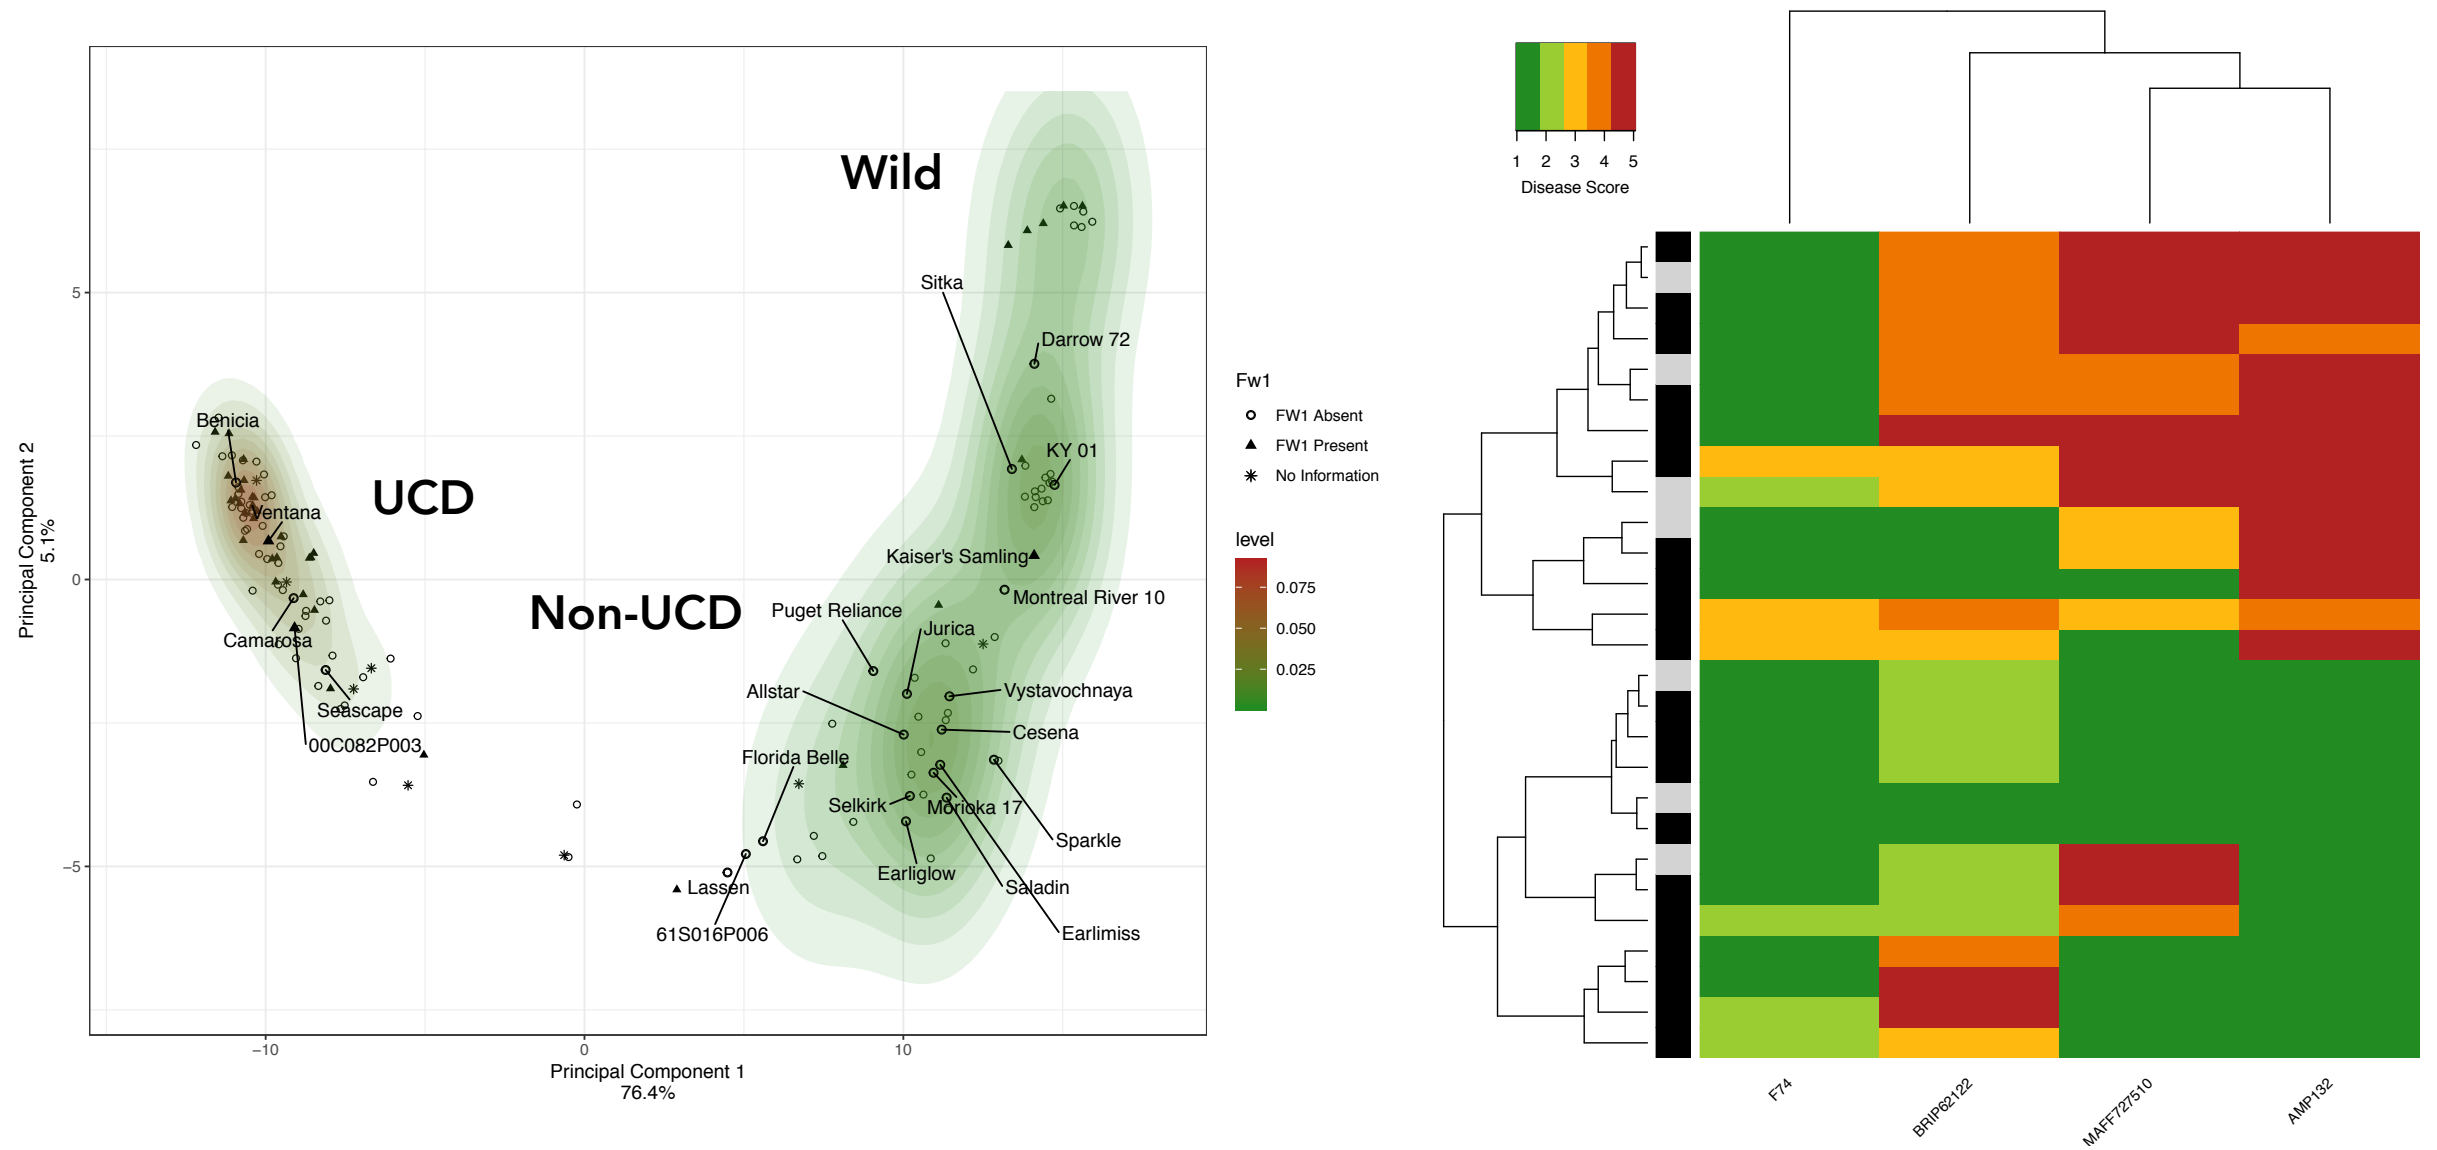 Wild
Sitka
5
Darrow 72
Benicia
KY 01
UCD
Ventana
Kaiser's Samling
0
Montreal River 10
Non-UCD
Puget Reliance
Jurica
Camarosa
Allstar
Vystavochnaya
Seascape
Cesena
00C082P003
Florida Belle
Selkirk
Morioka 17
Sparkle
−5
Earliglow
Lassen
Saladin
61S016P006
Earlimiss
−10
0
10
Principal Component 1
76.4%
Principal Component 2
5.1%
Fw1
FW1 Absent
FW1 Present
No Information
level
0.075
0.050
0.025
1 2 3 4 5
Disease Score
F74
BRIP62122
MAFF727510
AMP132